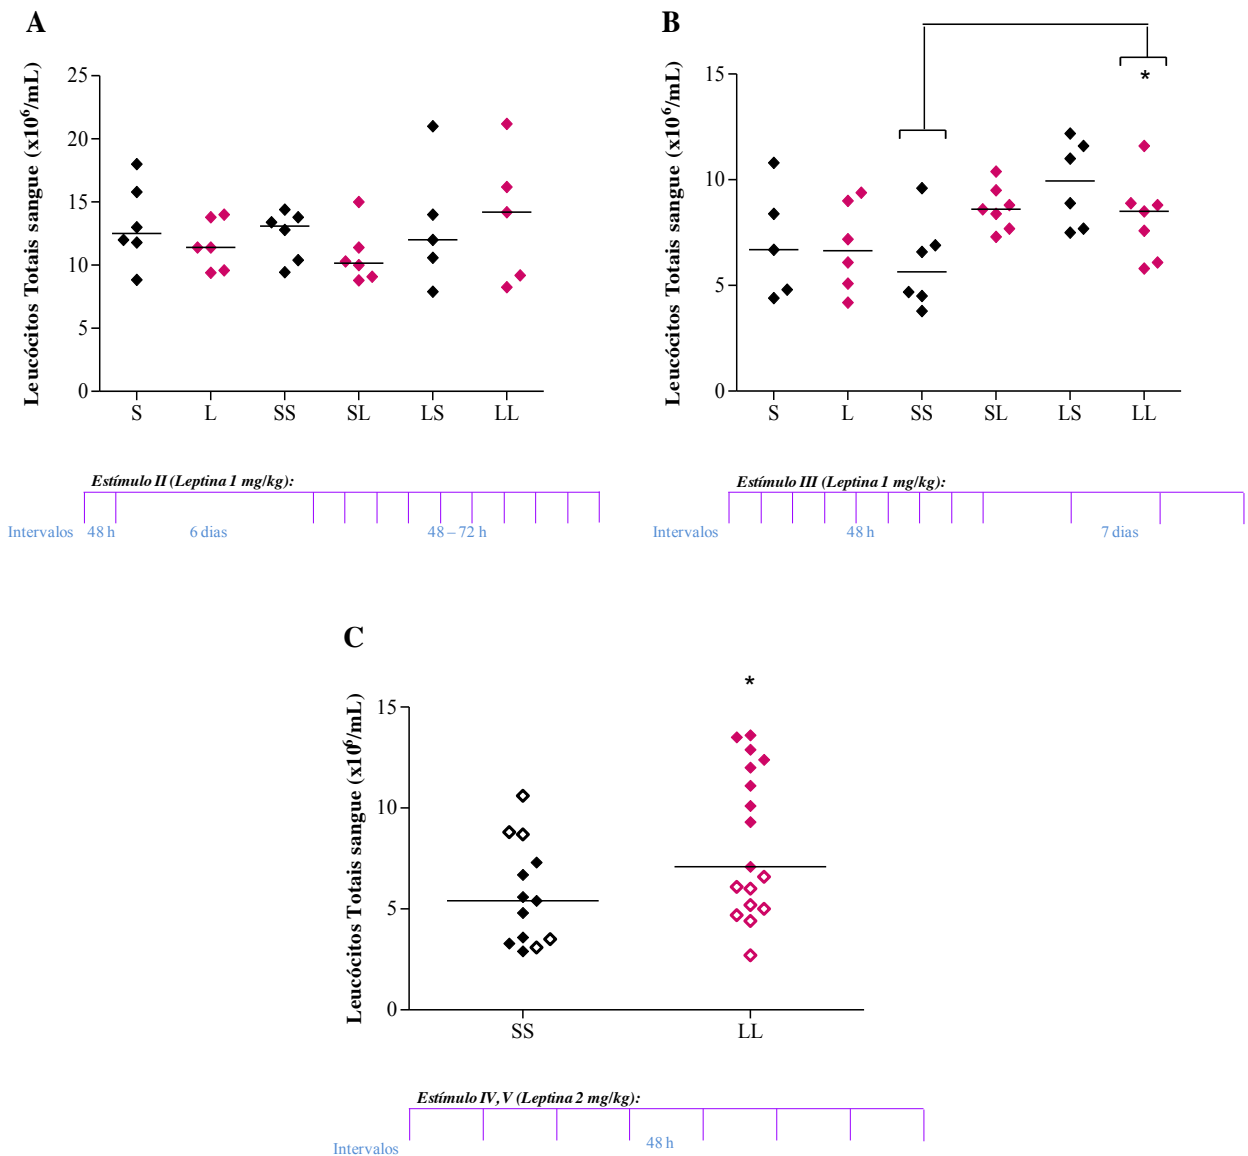 A
Leucócitos Totais sangue (x10⁶/mL)
25
20
15
10
5
0
S L SS SL LS LL
Estímulo II (Leptina 1 mg/kg):
Intervalos 48 h 6 dias 48 – 72 h
B
Leucócitos Totais sangue (x10⁶/mL)
*
15
10
5
0
S L SS SL LS LL
Estímulo III (Leptina 1 mg/kg):
Intervalos 48 h 7 dias
C
Leucócitos Totais sangue (x10⁶/mL)
*
15
10
5
0
SS LL
Estímulo IV, V (Leptina 2 mg/kg):
Intervalos 48 h